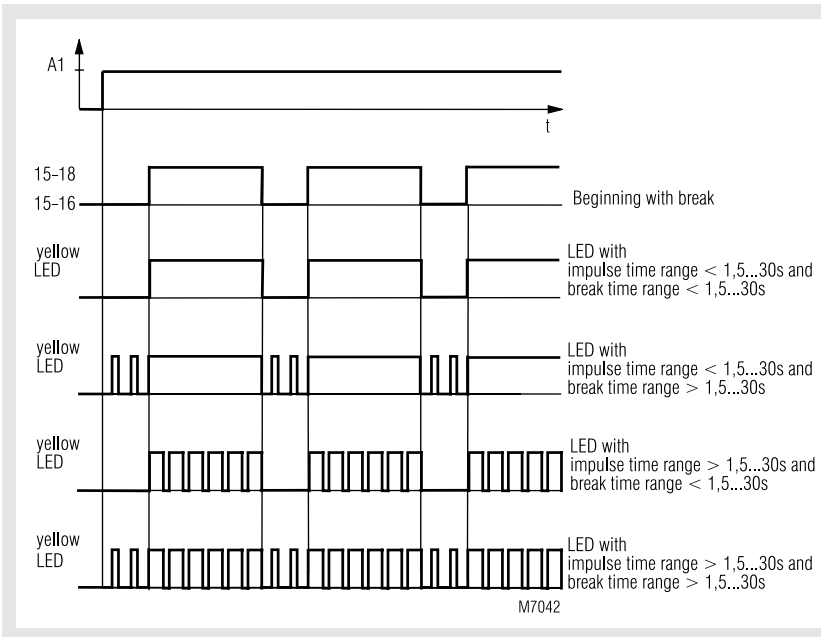 A1
t
15-18
15-16
Beginning with break
yellow
LED
LED with
impulse time range < 1,5...30s and
break time range < 1,5...30s
yellow
LED
LED with
impulse time range < 1,5...30s and
break time range > 1,5...30s
yellow
LED
LED with
impulse time range > 1,5...30s and
break time range < 1,5...30s
yellow
LED
LED with
impulse time range > 1,5...30s and
break time range > 1,5...30s
M7042